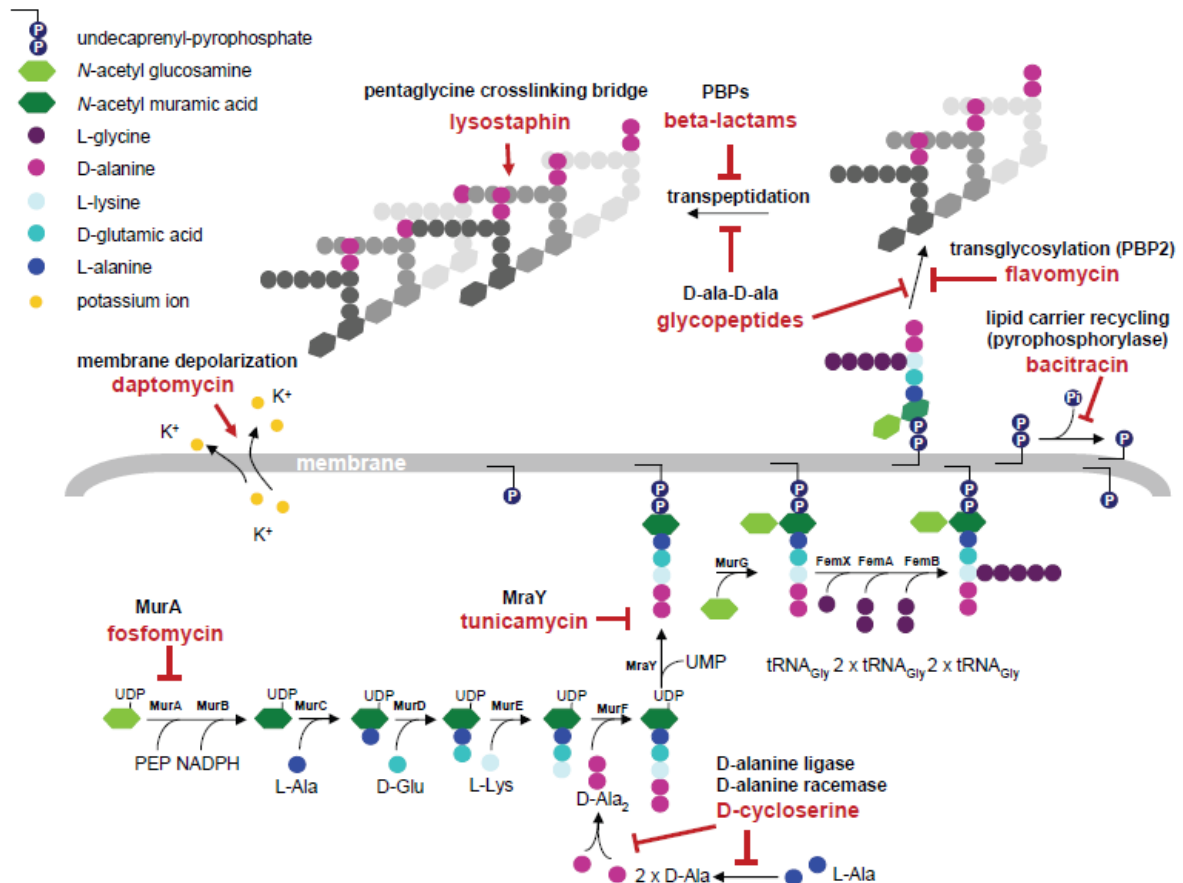 P
P
undecaprenyl-pyrophosphate
N-acetyl glucosamine
N-acetyl muramic acid
L-glycine
D-alanine
L-lysine
D-glutamic acid
L-alanine
potassium ion
pentaglycine crosslinking bridge
lysostaphin
PBPs
beta-lactams
transpeptidation
D-ala-D-ala
glycopeptides
transglycosylation (PBP2)
flavomycin
lipid carrier recycling
(pyrophosphorylase)
bacitracin
membrane depolarization
daptomycin
K+
K+
K+
membrane
P
P
P
P
Pi
P
P
P
P
P
P
P
P
P
MurG
FemX
FemA
FemB
tRNAGly 2 x tRNAGly 2 x tRNAGly
MraY
tunicamycin
MraY
UMP
MurA
fosfomycin
UDP
MurA
MurB
PEP NADPH
UDP
MurC
L-Ala
UDP
MurD
D-Glu
UDP
MurE
L-Lys
UDP
MurF
D-Ala2
UDP
D-alanine ligase
D-alanine racemase
D-cycloserine
2 x D-Ala
L-Ala